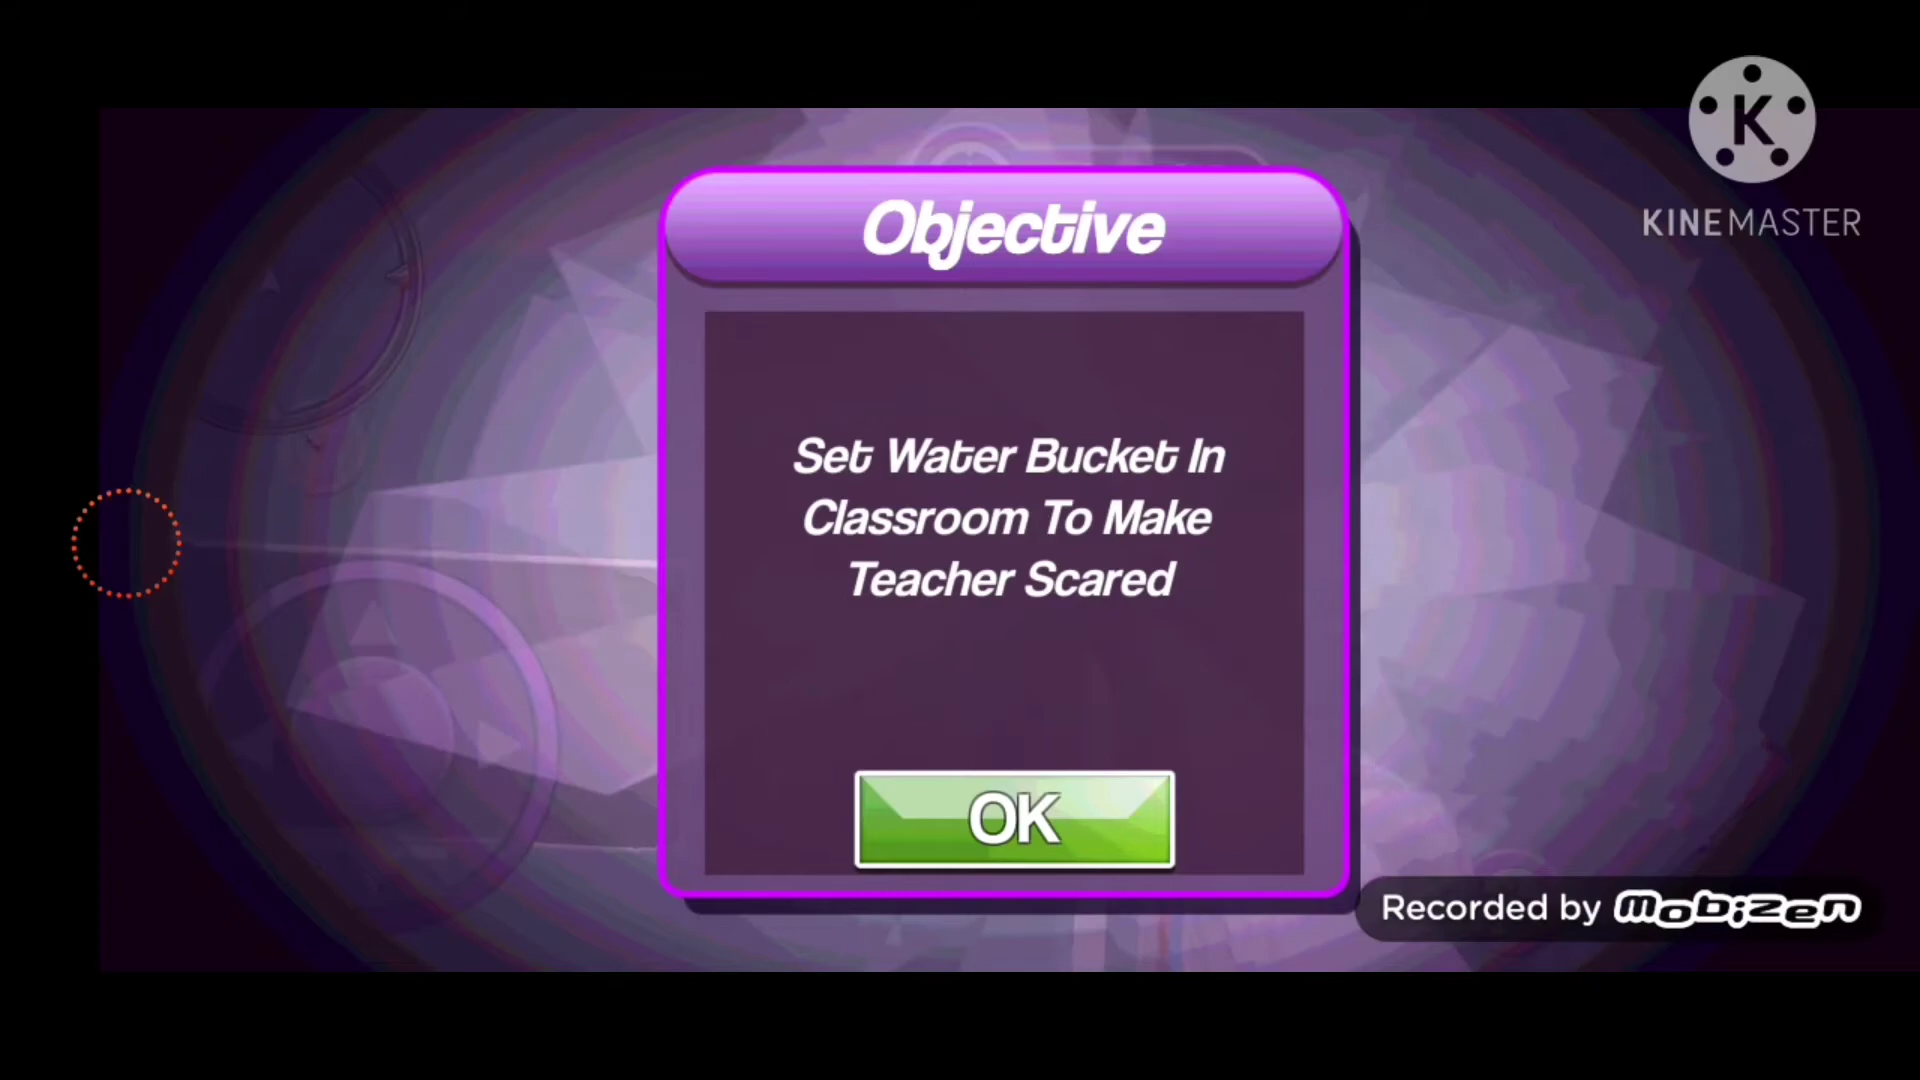 K
KINEMASTER
Objective
Set Water Bucket In
Classroom To Make
Teacher Scared
OK
Recorded by mobizen